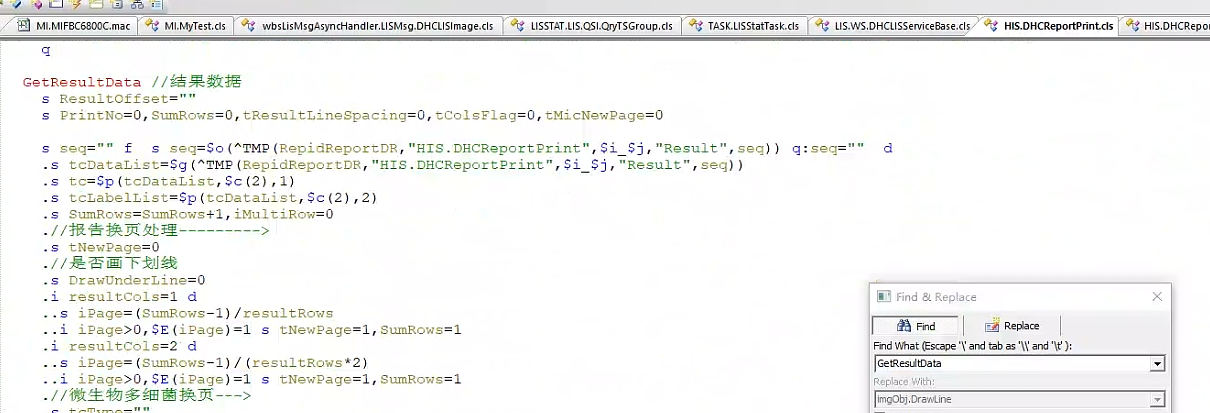 MI.MIFBC6800C.mac
MI.MyTest.cls
wbsLisMsgAsyncHandler.LISMsg.DHCLISImage.cls
LISSTAT.LIS.QSI.QryTSGroup.cls
TASK.LISStatTask.cls
LIS.WS.DHCLISServiceBase.cls
HIS.DHCReportPrint.cls
HIS.DHCRepor
q
GetResultData //结果数据
s ResultOffset=""
s PrintNo=0,SumRows=0,tResultLineSpacing=0,tColsFlag=0,tMicNewPage=0
s seq="" f  s seq=$o(^TMP(RepidReportDR,"HIS.DHCReportPrint",$i_$j,"Result",seq)) q:seq=""  d
.s tcDataList=$g(^TMP(RepidReportDR,"HIS.DHCReportPrint",$i_$j,"Result",seq))
.s tc=$p(tcDataList,$c(2),1)
.s tcLabelList=$p(tcDataList,$c(2),2)
.s SumRows=SumRows+1,iMultiRow=0
.//报告换页处理--------->
.s tNewPage=0
.//是否画下划线
.s DrawUnderLine=0
.i resultCols=1 d
..s iPage=(SumRows-1)/resultRows
..i iPage>0,$E(iPage)=1 s tNewPage=1,SumRows=1
.i resultCols=2 d
..s iPage=(SumRows-1)/(resultRows*2)
..i iPage>0,$E(iPage)=1 s tNewPage=1,SumRows=1
.//微生物多细菌换页--->
.s tcType=""
Find & Replace
Find
Replace
Find What (Escape '\' and tab as '\\' and '\t'):
GetResultData
Replace With:
imgObj.DrawLine